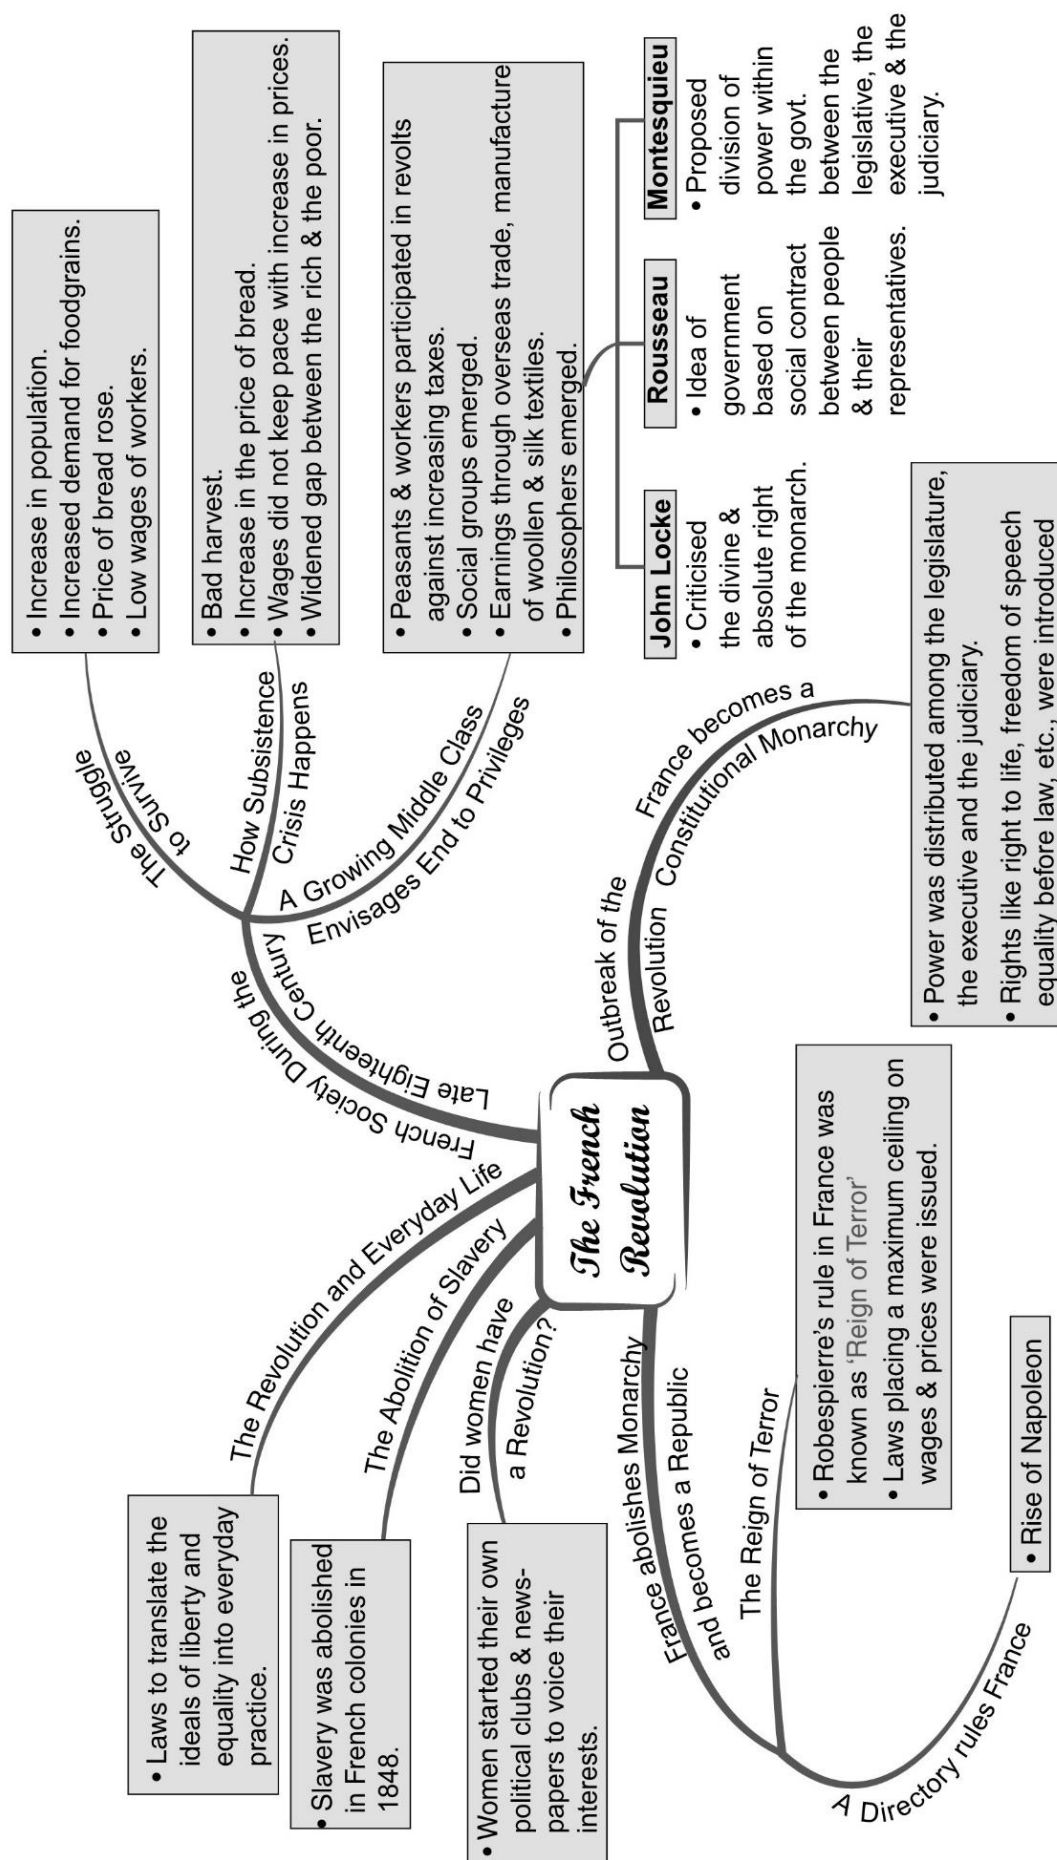 The French
Revolution
French Society During the
Late Eighteenth Century
The Struggle
to Survive
• Increase in population.
• Increased demand for foodgrains.
• Price of bread rose.
• Low wages of workers.
How Subsistence
Crisis Happens
• Bad harvest.
• Increase in the price of bread.
• Wages did not keep pace with increase in prices.
• Widened gap between the rich & the poor.
A Growing Middle Class
Envisages End to Privileges
• Peasants & workers participated in revolts
against increasing taxes.
• Social groups emerged.
• Earnings through overseas trade, manufacture
of woollen & silk textiles.
• Philosophers emerged.
John Locke
• Criticised
the divine &
absolute right
of the monarch.
Rousseau
• Idea of
government
based on
social contract
between people
& their
representatives.
Montesquieu
• Proposed
division of
power within
the govt.
between the
legislative, the
executive & the
judiciary.
Outbreak of the
Revolution
France becomes a
Constitutional Monarchy
• Power was distributed among the legislature,
the executive and the judiciary.
• Rights like right to life, freedom of speech
equality before law, etc., were introduced
The Revolution and Everyday Life
• Laws to translate the
ideals of liberty and
equality into everyday
practice.
The Abolition of Slavery
• Slavery was abolished
in French colonies in
1848.
Did women have
a Revolution?
• Women started their own
political clubs & news-
papers to voice their
interests.
France abolishes Monarchy
and becomes a Republic
The Reign of Terror
• Robespierre's rule in France was
known as 'Reign of Terror'
• Laws placing a maximum ceiling on
wages & prices were issued.
A Directory rules France
• Rise of Napoleon